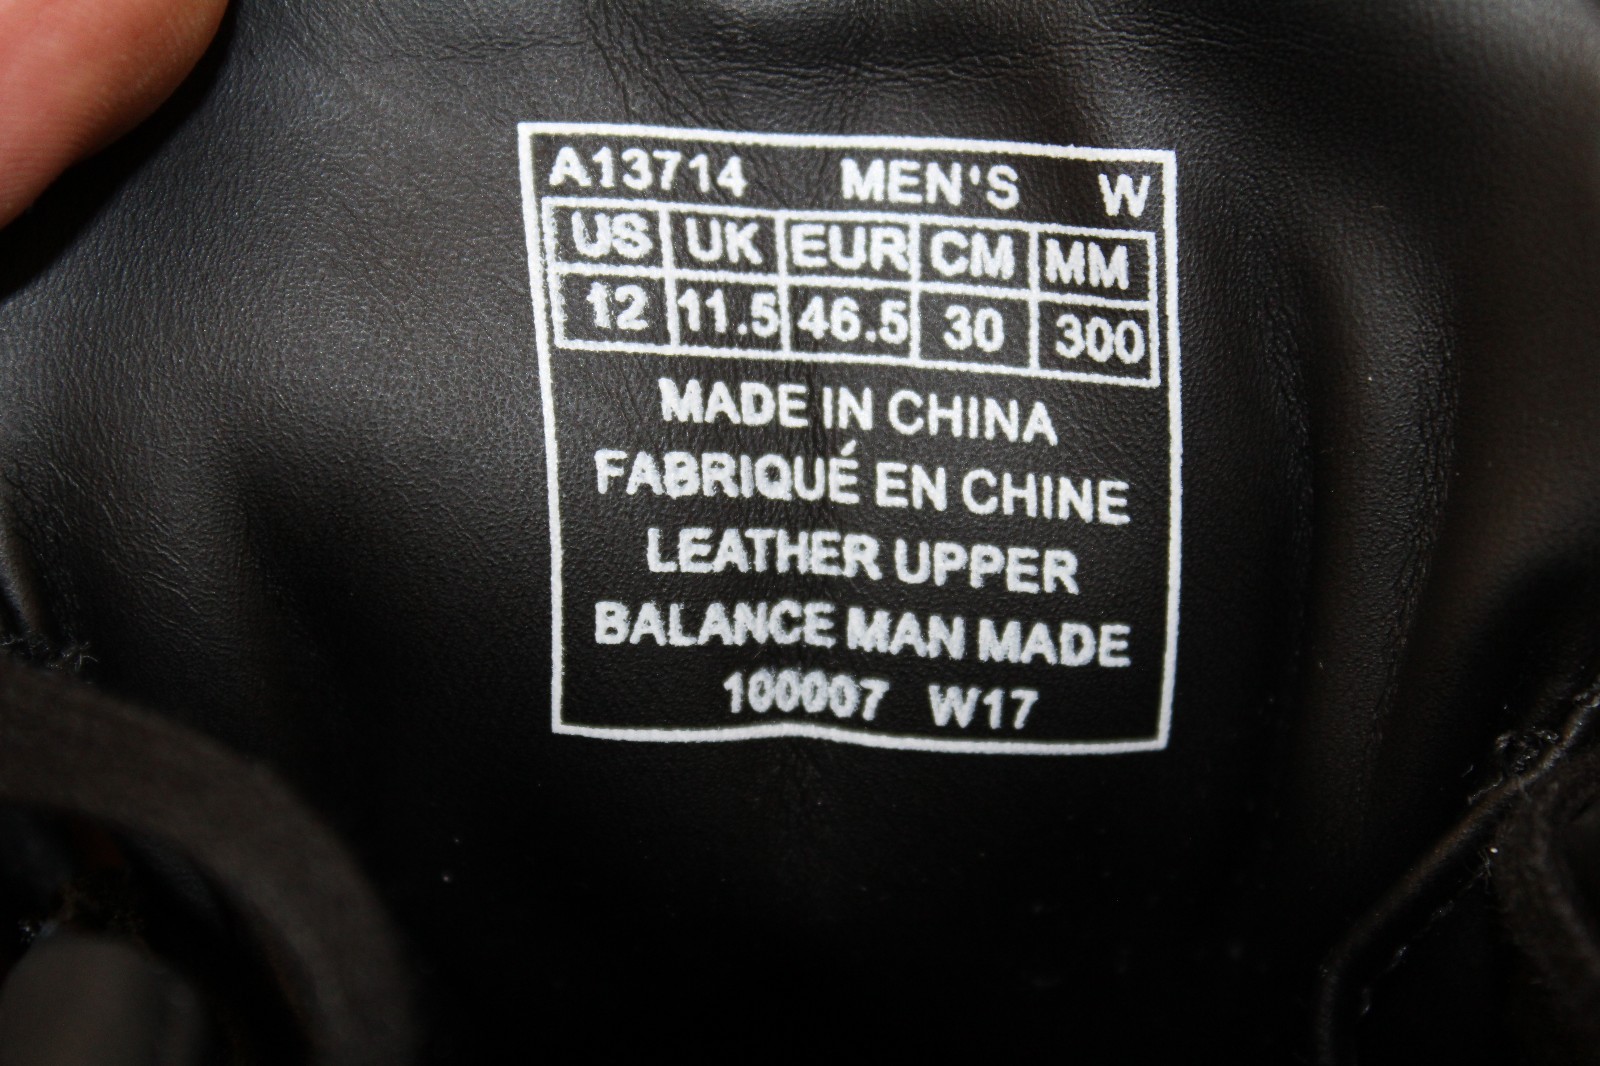 A13714 MEN'S W
US UK EUR CM MM
12 11.5 46.5 30 300
MADE IN CHINA
FABRIQUÉ EN CHINE
LEATHER UPPER
BALANCE MAN MADE
100007 W17